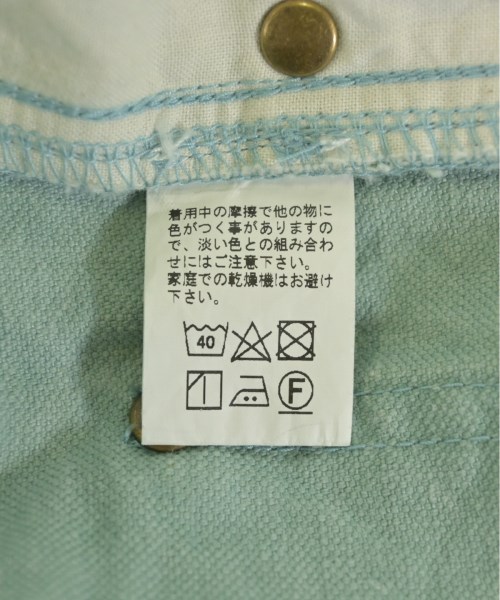 着用中の摩擦で他の物に
色がつく事がありますの
で、淡い色との組み合わ
せにはご注意下さい。
家庭での乾燥機はお避け
下さい。
40
F